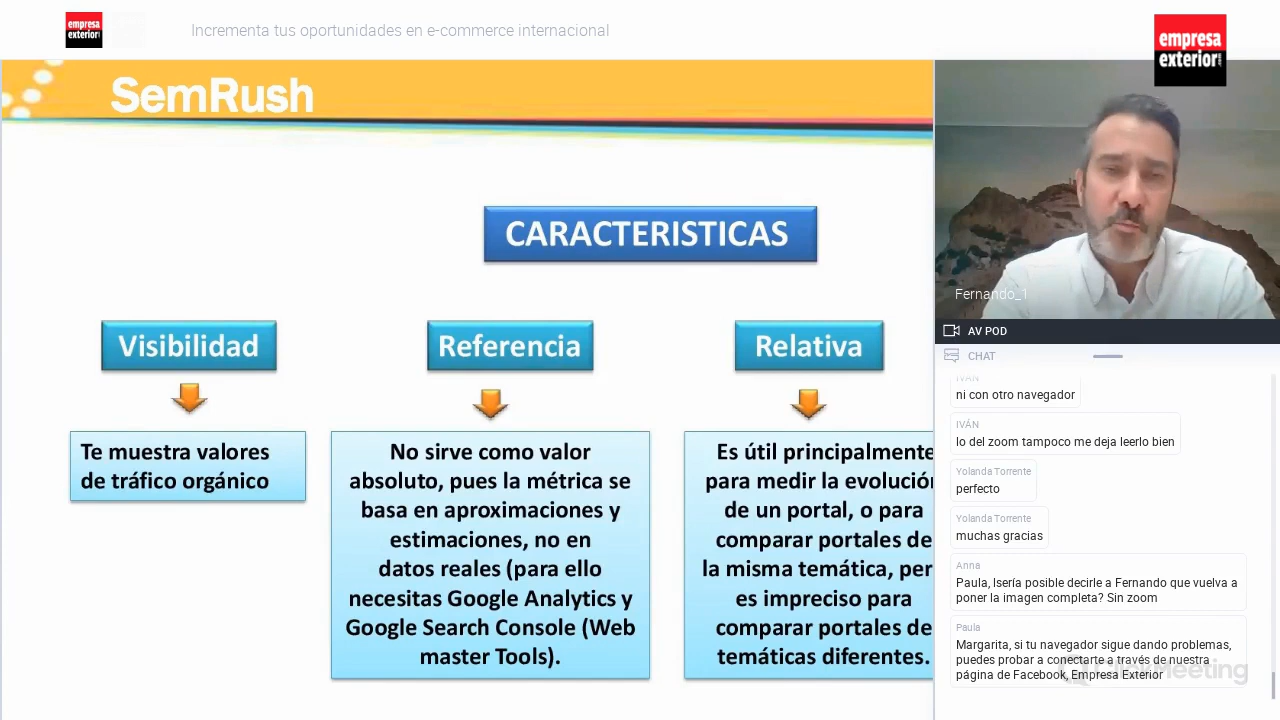 empresa
exterior
Incrementa tus oportunidades en e-commerce internacional
empresa
exterior
SemRush
CARACTERISTICAS
Visibilidad
Te muestra valores
de tráfico orgánico
Referencia
No sirve como valor
absoluto, pues la métrica se
basa en aproximaciones y
estimaciones, no en
datos reales (para ello
necesitas Google Analytics y
Google Search Console (Web
master Tools).
Relativa
Es útil principalmente
para medir la evolución
de un portal, o para
comparar portales de
la misma temática, per
es impreciso para
comparar portales de
temáticas diferentes.
Fernando_1
AV POD
CHAT
IVÁN
ni con otro navegador
IVÁN
lo del zoom tampoco me deja leerlo bien
Yolanda Torrente
perfecto
Yolanda Torrente
muchas gracias
Anna
Paula, Isería posible decirle a Fernando que vuelva a
poner la imagen completa? Sin zoom
Paula
Margarita, si tu navegador sigue dando problemas,
puedes probar a conectarte a través de nuestra
página de Facebook, Empresa Exterior
ClickMeeting